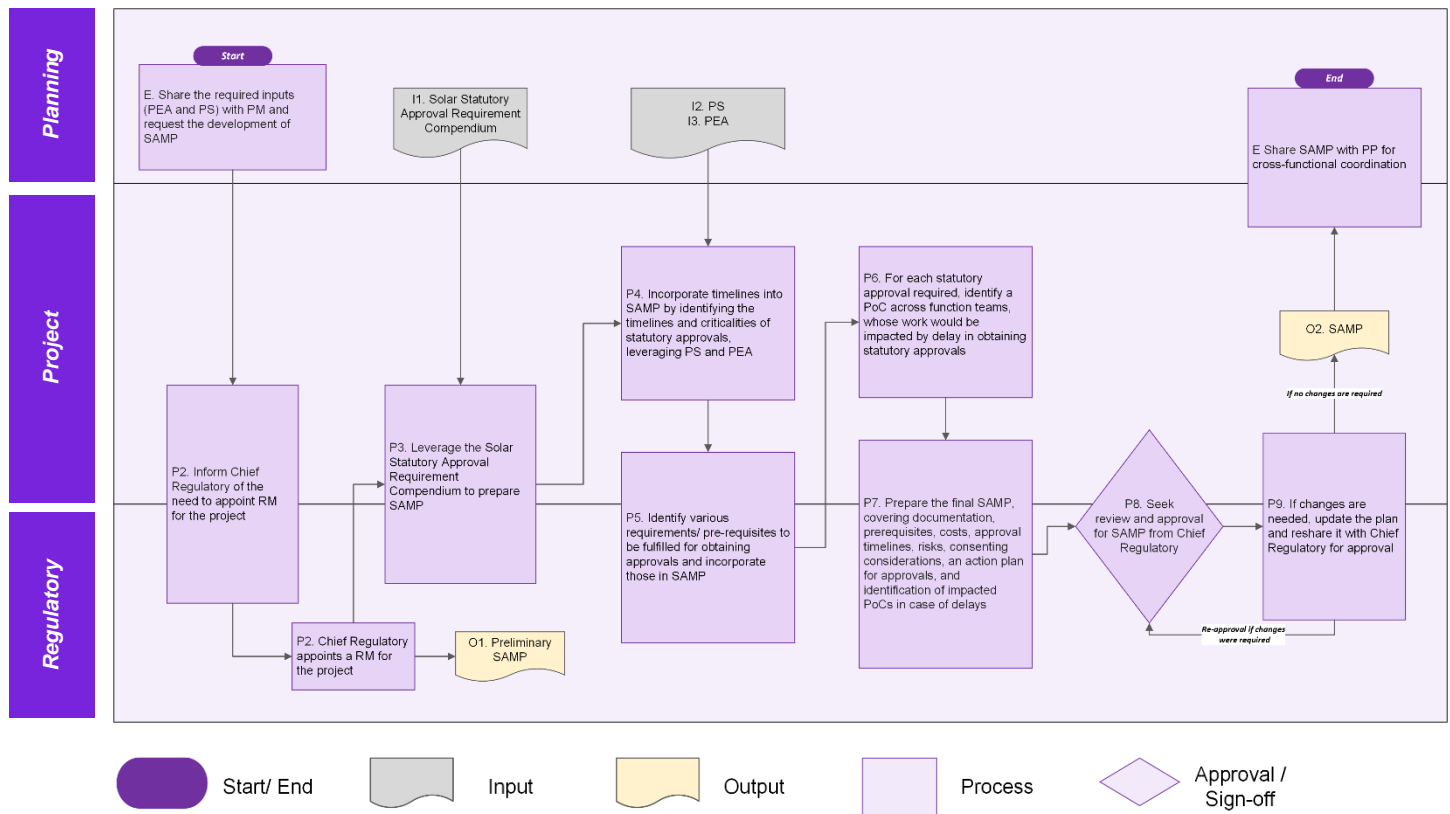 Planning
Project
Regulatory
Start
E. Share the required inputs
(PEA and PS) with PM and
request the development of
SAMP
I1. Solar Statutory
Approval Requirement
Compendium
I2. PS
I3. PEA
End
E Share SAMP with PP for
cross-functional coordination
P2. Inform Chief
Regulatory of the
need to appoint RM
for the project
P2. Chief Regulatory
appoints a RM for
the project
O1. Preliminary
SAMP
P3. Leverage the Solar
Statutory Approval
Requirement
Compendium to prepare
SAMP
P4. Incorporate timelines into
SAMP by identifying the
timelines and criticalities of
statutory approvals,
leveraging PS and PEA
P5. Identify various
requirements/ pre-requisites to
be fulfilled for obtaining
approvals and incorporate
those in SAMP
P6. For each statutory
approval required, identify a
PoC across function teams,
whose work would be
impacted by delay in obtaining
statutory approvals
P7. Prepare the final SAMP,
covering documentation,
prerequisites, costs, approval
timelines, risks, consenting
considerations, an action plan
for approvals, and
identification of impacted
PoCs in case of delays
P8. Seek
review and approval
for SAMP from Chief
Regulatory
P9. If changes are
needed, update the plan
and reshare it with Chief
Regulatory for approval
Re-approval if changes
were required
If no changes are required
O2. SAMP
Start/ End
Input
Output
Process
Approval /
Sign-off